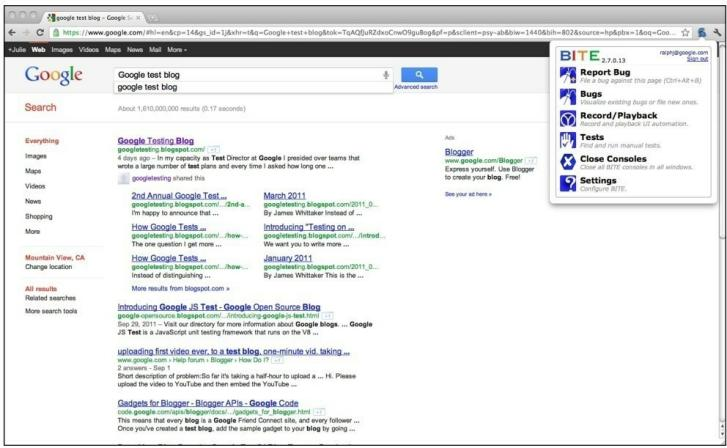 google test blog - Google Se
https://www.google.com/#hl=en&cp=14&gs_id=1j&xhr=t&q=Google+test+blog&tok=
+Julie Web Images Videos Maps News Mail More
Google
Google test blog
google test blog
Advanced search
Search
About 1,610,000,000 results (0.17 seconds)
Everything
Images
Maps
Videos
News
Shopping
More
Mountain View, CA
Change location
All results
Related searches
More search tools
Google Testing Blog
googletesting.blogspot.com/ +1
4 days ago – In my capacity as Test Director at Google I presided over teams that
wrote a large number of test plans and every time I asked how long one ...
googletesting shared this
2nd Annual Google Test ...
googletesting.blogspot.com/.../2nd-a...
I'm happy to announce that ...
March 2011
googletesting.blogspot.com/2011_0...
By James Whittaker Instead of ...
How Google Tests ...
googletesting.blogspot.com/.../how-...
The one question I get more ...
Introducing "Testing on ...
googletesting.blogspot.com/.../introd...
We want you to write more ...
How Google Tests ...
googletesting.blogspot.com/.../how-...
Instead of distinguishing ...
January 2011
googletesting.blogspot.com/2011_0...
By James Whittaker This is the ...
More results from blogspot.com »
Introducing Google JS Test - Google Open Source Blog
google-opensource.blogspot.com/.../introducing-google-js-test.html +1
Sep 29, 2011 – Visit our directory for more information about Google blogs. ... Google
JS Test is a JavaScript unit testing framework that runs on the V8 ...
uploading first video ever, to a test blog, one-minute vid. taking ...
www.google.com › Help forum › Blogger › How Do I? +1
2 answers - Sep 1
Short description of problem:So far it's taking a half-hour to upload a ... Hi. Please
upload the video to YouTube and then embed the YouTube ...
Gadgets for Blogger - Blogger APIs - Google Code
code.google.com/apis/blogger/docs/.../gadgets_for_blogger.html +1
This means that every blog is a Google Friend Connect site, and every follower ...
Once you've created a test blog, add the sample gadget to your blog by going ...
Ads
Blogger
www.google.com/Blogger +1
Express yourself. Use Blogger
to create your blog. Free!
See your ad here »
BITE 2.7.0.13
ralphj@google.com
Sign out
Report Bug
File a bug against this page (Ctrl+Alt+B)
Bugs
Visualize existing bugs or file new ones.
Record/Playback
Record and playback UI automation.
Tests
Find and run manual tests.
Close Consoles
Close all BITE consoles in all windows.
Settings
Configure BITE.